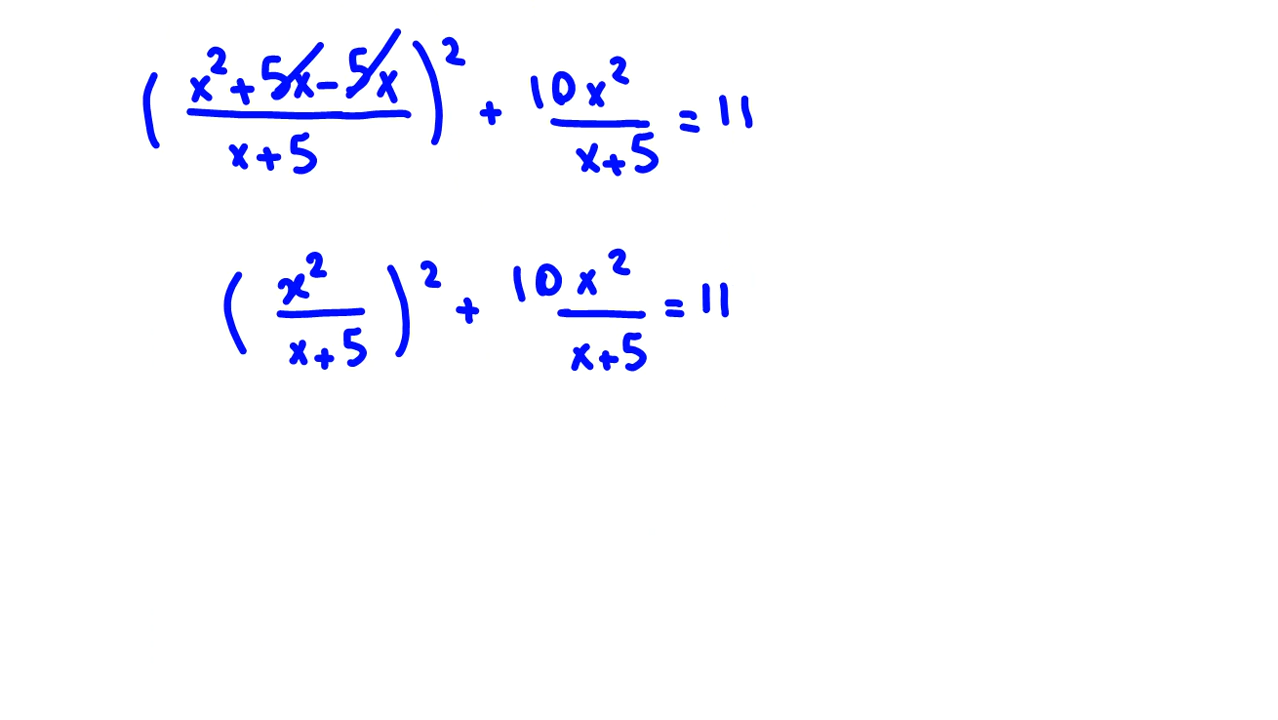 ( (x² + 5x - 5x) / (x+5) )² + 10x² / (x+5) = 11
( x² / (x+5) )² + 10x² / (x+5) = 11